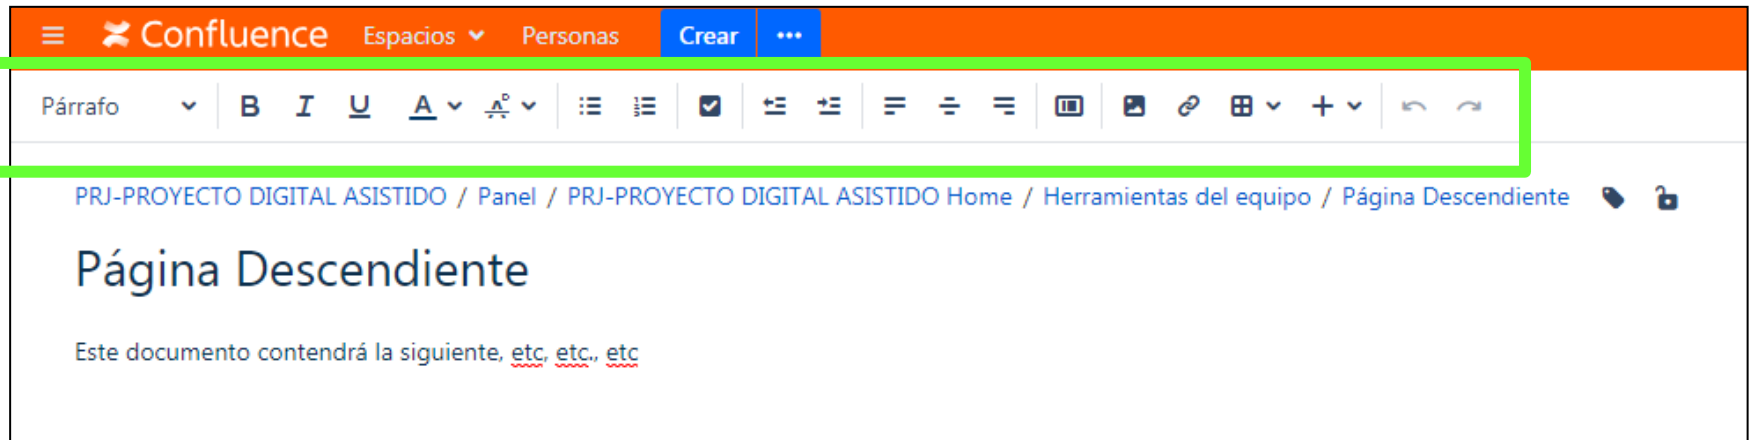 Confluence Espacios Personas Crear ...
Párrafo B I U A
PRJ-PROYECTO DIGITAL ASISTIDO / Panel / PRJ-PROYECTO DIGITAL ASISTIDO Home / Herramientas del equipo / Página Descendiente
Página Descendiente
Este documento contendrá la siguiente, etc, etc., etc